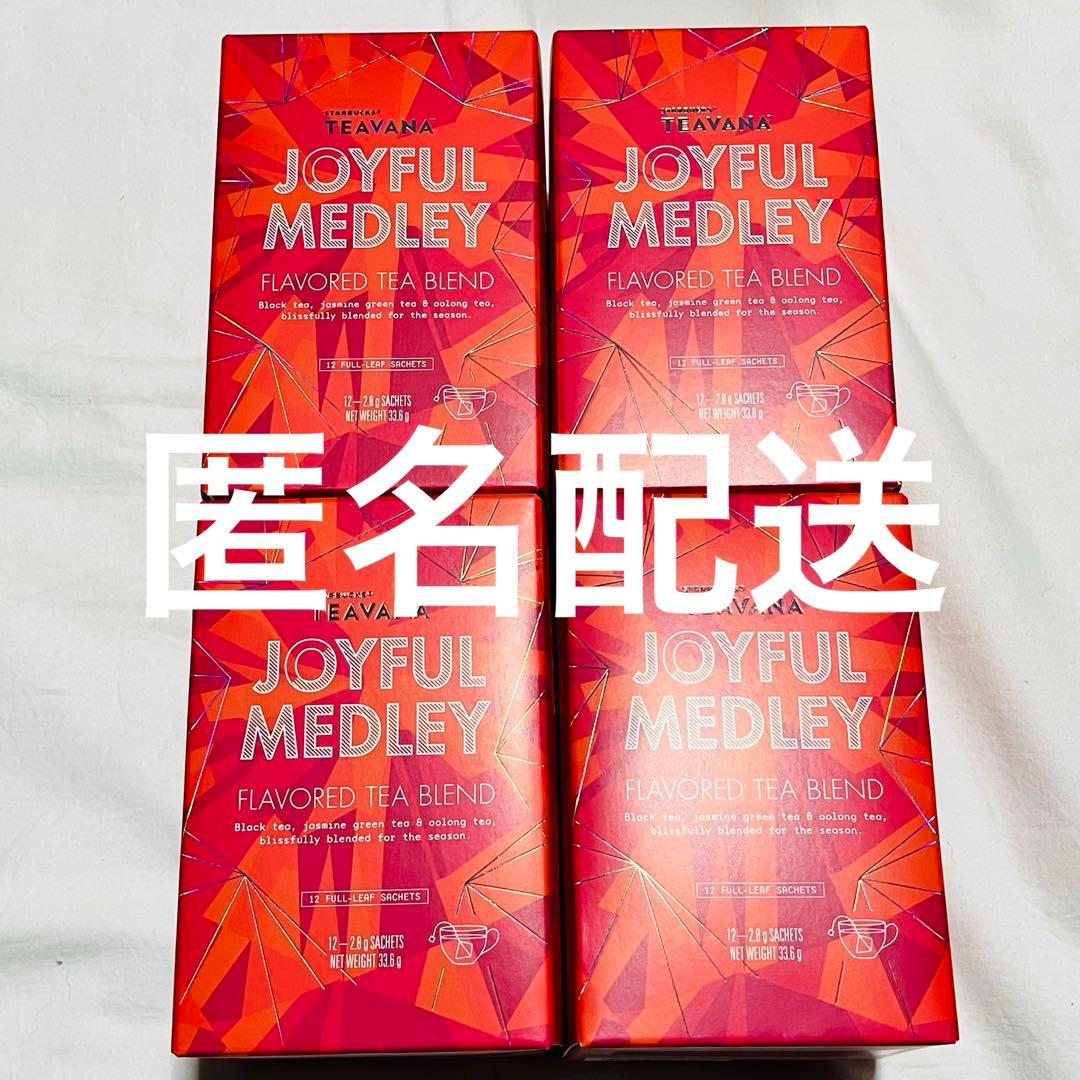 STARBUCKS®
TEAVANA™
JOYFUL
MEDLEY
FLAVORED TEA BLEND
Black tea, jasmine green tea & oolong tea,
blissfully blended for the season.
12 FULL-LEAF SACHETS
12—2.8 g SACHETS
NET WEIGHT 33.6 g
STARBUCKS®
TEAVANA™
JOYFUL
MEDLEY
FLAVORED TEA BLEND
Black tea, jasmine green tea & oolong tea,
blissfully blended for the season.
12 FULL-LEAF SACHETS
12—2.8 g SACHETS
NET WEIGHT 33.6 g
匿名配送
STARBUCKS®
TEAVANA
JOYFUL
MEDLEY
FLAVORED TEA BLEND
Black tea, jasmine green tea & oolong tea,
blissfully blended for the season.
12 FULL-LEAF SACHETS
12—2.8 g SACHETS
NET WEIGHT 33.6 g
TEAVANA
JOYFUL
MEDLEY
FLAVORED TEA BLEND
Black tea, jasmine green tea & oolong tea,
blissfully blended for the season.
12 FULL-LEAF SACHETS
12—2.8 g SACHETS
NET WEIGHT 33.6 g